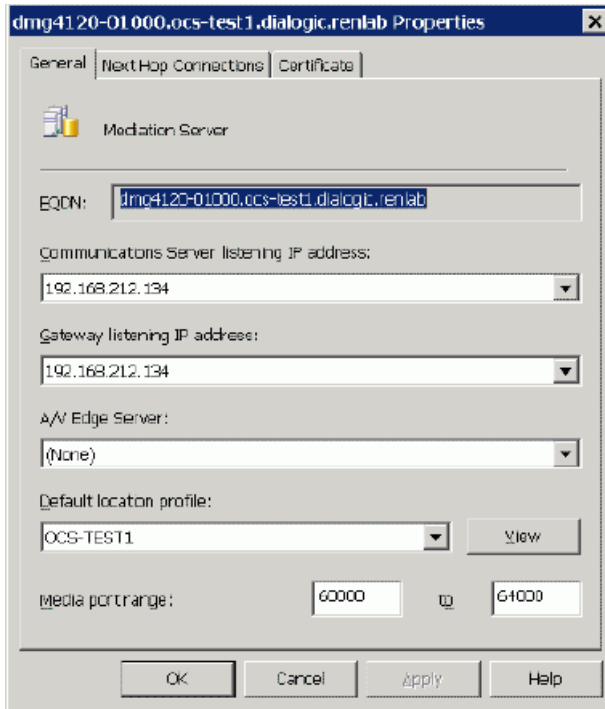 dmg4120-01000.ocs-test1.dialogic.renlab Properties
General Next Hop Connections Certificate
Mediation Server
FQDN: dmg4120-01000.ocs-test1.dialogic.renlab
Communications Server listening IP address:
192.168.212.134
Gateway listening IP address:
192.168.212.134
A/V Edge Server:
(None)
Default location profile:
OCS-TEST1 View
Media port range: 60000 to 64000
OK Cancel Apply Help